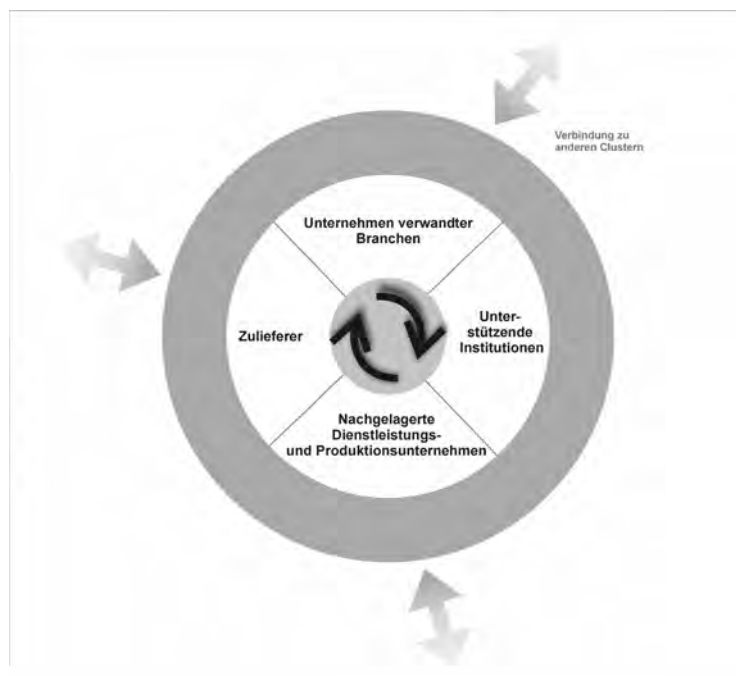 Verbindung zu
anderen Clustern
Unternehmen verwandter
Branchen
Zulieferer
Unter-
stützende
Institutionen
Nachgelagerte
Dienstleistungs-
und Produktionsunternehmen